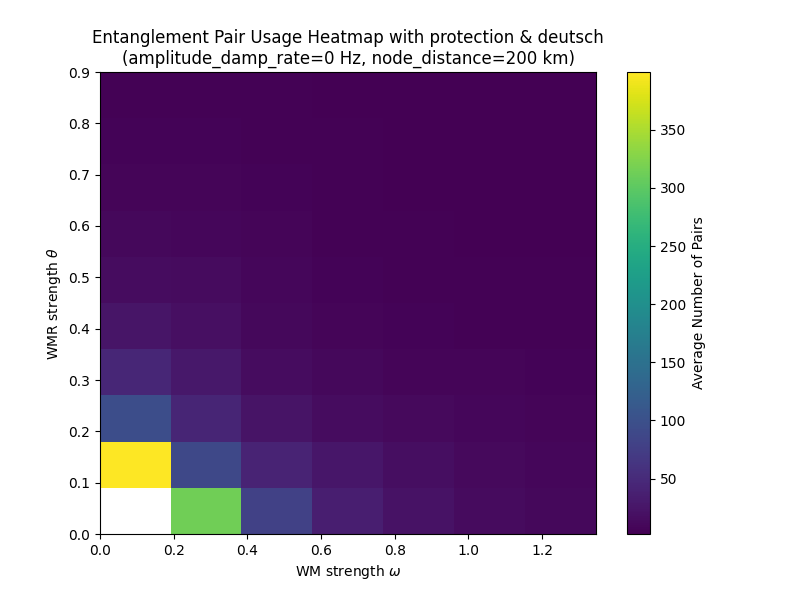 Entanglement Pair Usage Heatmap with protection & deutsch
(amplitude_damp_rate=0 Hz, node_distance=200 km)
0.9
0.8
0.7
0.6
0.5
0.4
0.3
0.2
0.1
0.0
WMR strength θ
0.0 0.2 0.4 0.6 0.8 1.0 1.2
WM strength ω
350
300
250
200
150
100
50
Average Number of Pairs